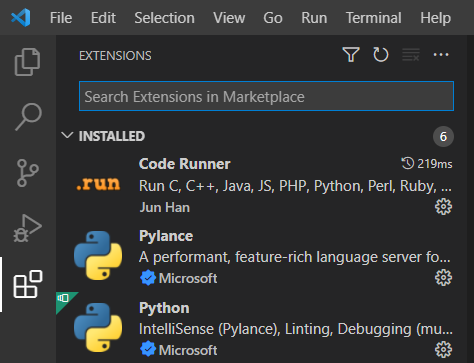 File Edit Selection View Go Run Terminal Help
EXTENSIONS
Search Extensions in Marketplace
INSTALLED 6
Code Runner 219ms
.run Run C, C++, Java, JS, PHP, Python, Perl, Ruby, ...
Jun Han
Pylance
A performant, feature-rich language server fo...
Microsoft
Python
IntelliSense (Pylance), Linting, Debugging (mu...
Microsoft